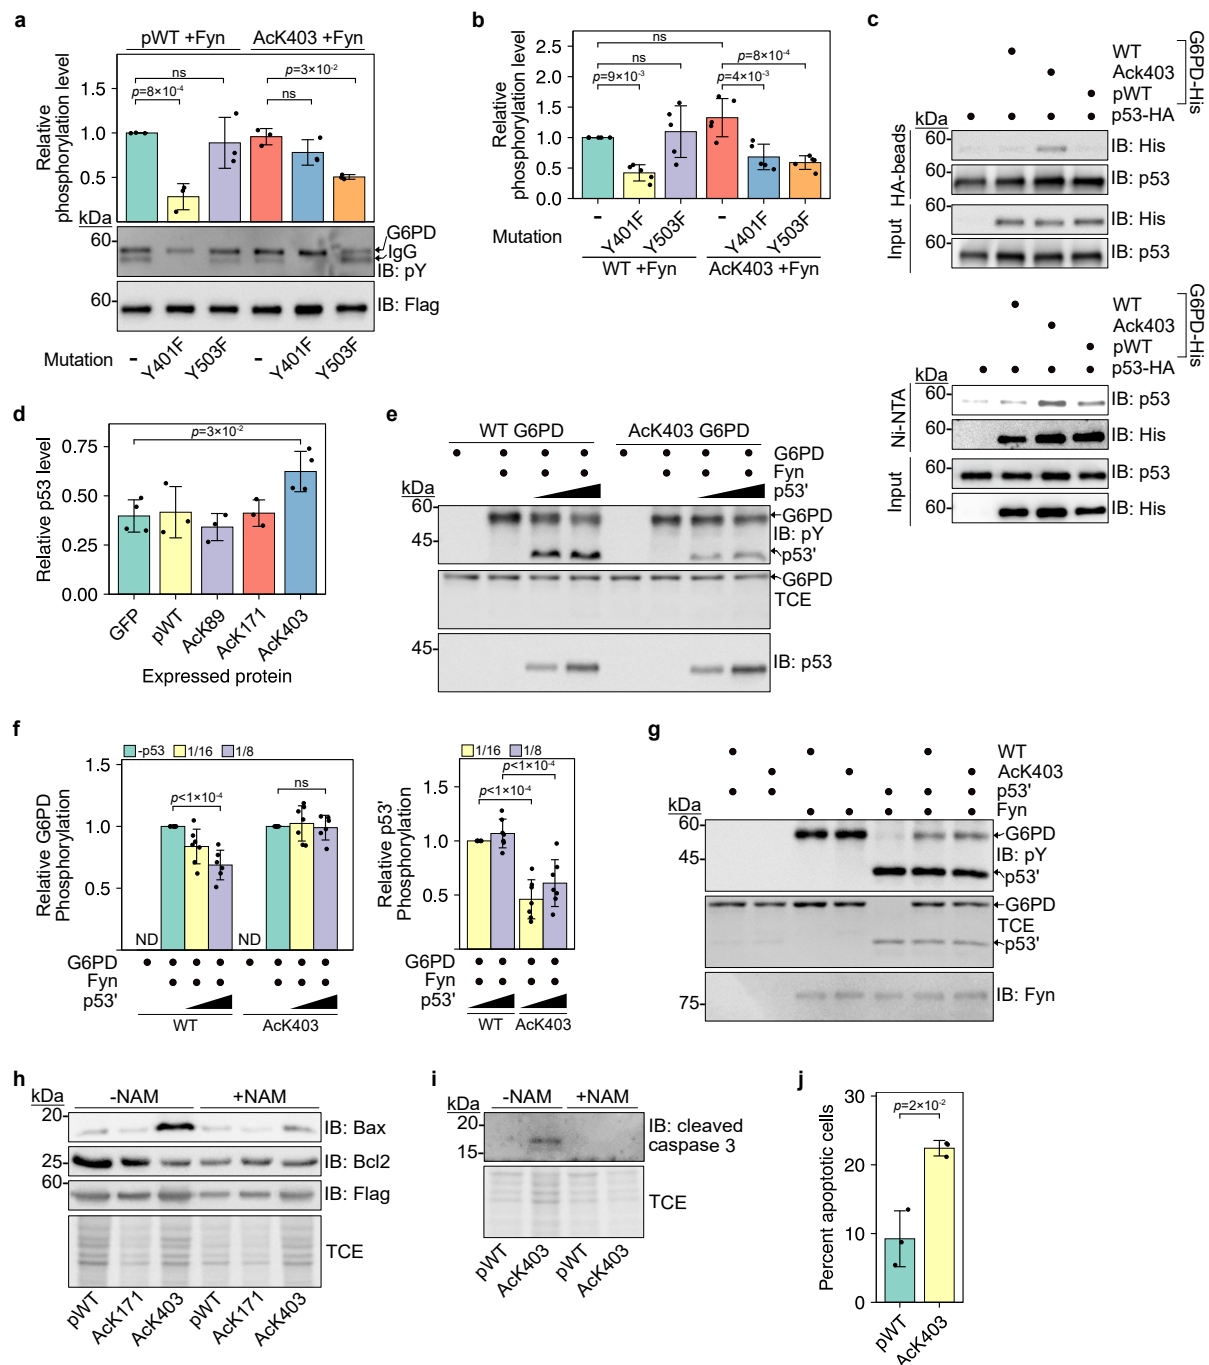 a
pWT +Fyn
AcK403 +Fyn
Relative
phosphorylation level
1.5
1.0
0.5
ns
p=8×10⁻⁴
p=3×10⁻²
ns
kDa
60
G6PD
IgG
IB: pY
60
IB: Flag
Mutation
- Y401F Y503F - Y401F Y503F
b
Relative
phosphorylation level
2.5
2.0
1.5
1.0
0.5
0.0
ns
ns
p=8×10⁻⁴
p=9×10⁻³
p=4×10⁻³
Mutation
- Y401F Y503F - Y401F Y503F
WT +Fyn
AcK403 +Fyn
c
WT
Ack403
pWT
G6PD-His
p53-HA
kDa
HA-beads
60
IB: His
60
IB: p53
Input
60
IB: His
60
IB: p53
WT
Ack403
pWT
G6PD-His
p53-HA
kDa
Ni-NTA
60
IB: p53
60
IB: His
Input
60
IB: p53
60
IB: His
d
Relative p53 level
0.75
0.50
0.25
0.00
p=3×10⁻²
GFP pWT AcK89 AcK171 AcK403
Expressed protein
e
WT G6PD
AcK403 G6PD
G6PD
Fyn
p53'
kDa
60
45
G6PD
IB: pY
p53'
G6PD
TCE
45
IB: p53
f
-p53 1/16 1/8
Relative G6PD
Phosphorylation
1.5
1.0
0.5
p<1×10⁻⁴
ns
ND
ND
G6PD
Fyn
p53'
WT
AcK403
1/16 1/8
Relative p53'
Phosphorylation
1.5
1.0
0.5
p<1×10⁻⁴
p<1×10⁻⁴
G6PD
Fyn
p53'
WT
AcK403
g
WT
AcK403
p53'
Fyn
kDa
60
45
G6PD
IB: pY
p53'
G6PD
TCE
p53'
75
IB: Fyn
h
kDa
-NAM
+NAM
20
IB: Bax
25
IB: Bcl2
60
IB: Flag
TCE
pWT AcK171 AcK403 pWT AcK171 AcK403
i
kDa
-NAM
+NAM
20
15
IB: cleaved
caspase 3
TCE
pWT AcK403 pWT AcK403
j
Percent apoptotic cells
30
20
10
0
p=2×10⁻²
pWT AcK403